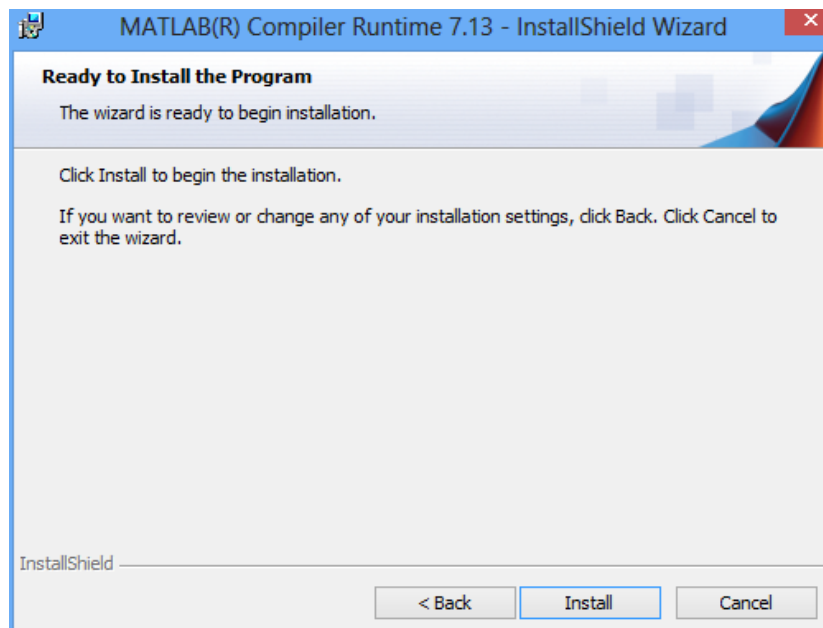 MATLAB(R) Compiler Runtime 7.13 - InstallShield Wizard
Ready to Install the Program
The wizard is ready to begin installation.
Click Install to begin the installation.
If you want to review or change any of your installation settings, click Back. Click Cancel to
exit the wizard.
InstallShield
< Back
Install
Cancel